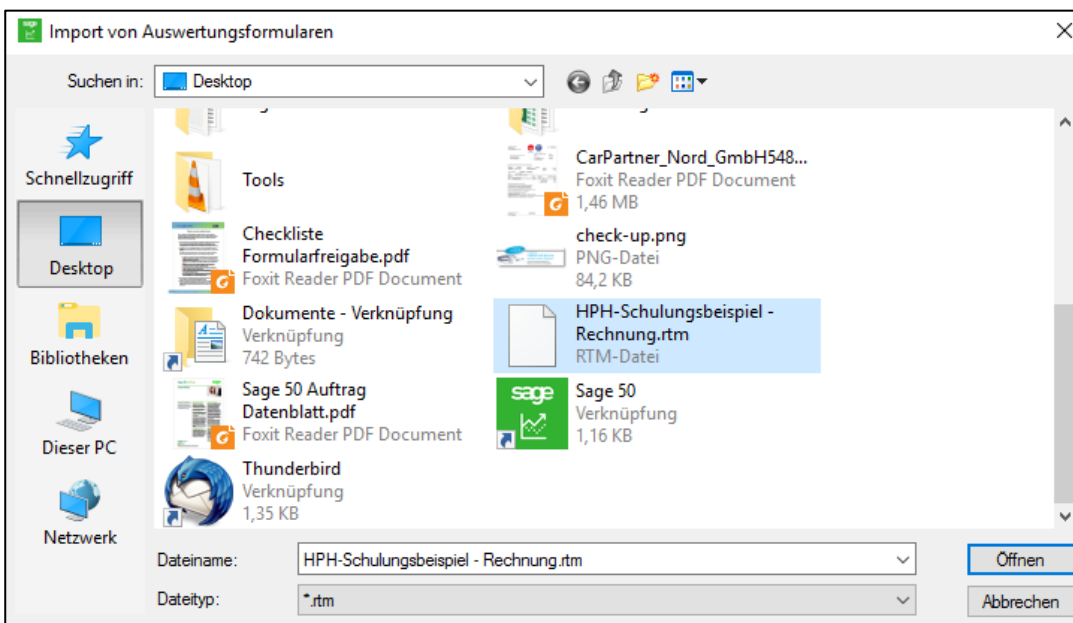 Import von Auswertungsformularen
Suchen in:
Desktop
Schnellzugriff
Desktop
Bibliotheken
Dieser PC
Netzwerk
Tools
CarPartner_Nord_GmbH548...
Foxit Reader PDF Document
1,46 MB
Checkliste
Formularfreigabe.pdf
Foxit Reader PDF Document
check-up.png
PNG-Datei
84,2 KB
Dokumente - Verknüpfung
Verknüpfung
742 Bytes
HPH-Schulungsbeispiel -
Rechnung.rtm
RTM-Datei
Sage 50 Auftrag
Datenblatt.pdf
Foxit Reader PDF Document
sage
Sage 50
Verknüpfung
1,16 KB
Thunderbird
Verknüpfung
1,35 KB
Dateiname:
HPH-Schulungsbeispiel - Rechnung.rtm
Öffnen
Dateityp:
*.rtm
Abbrechen